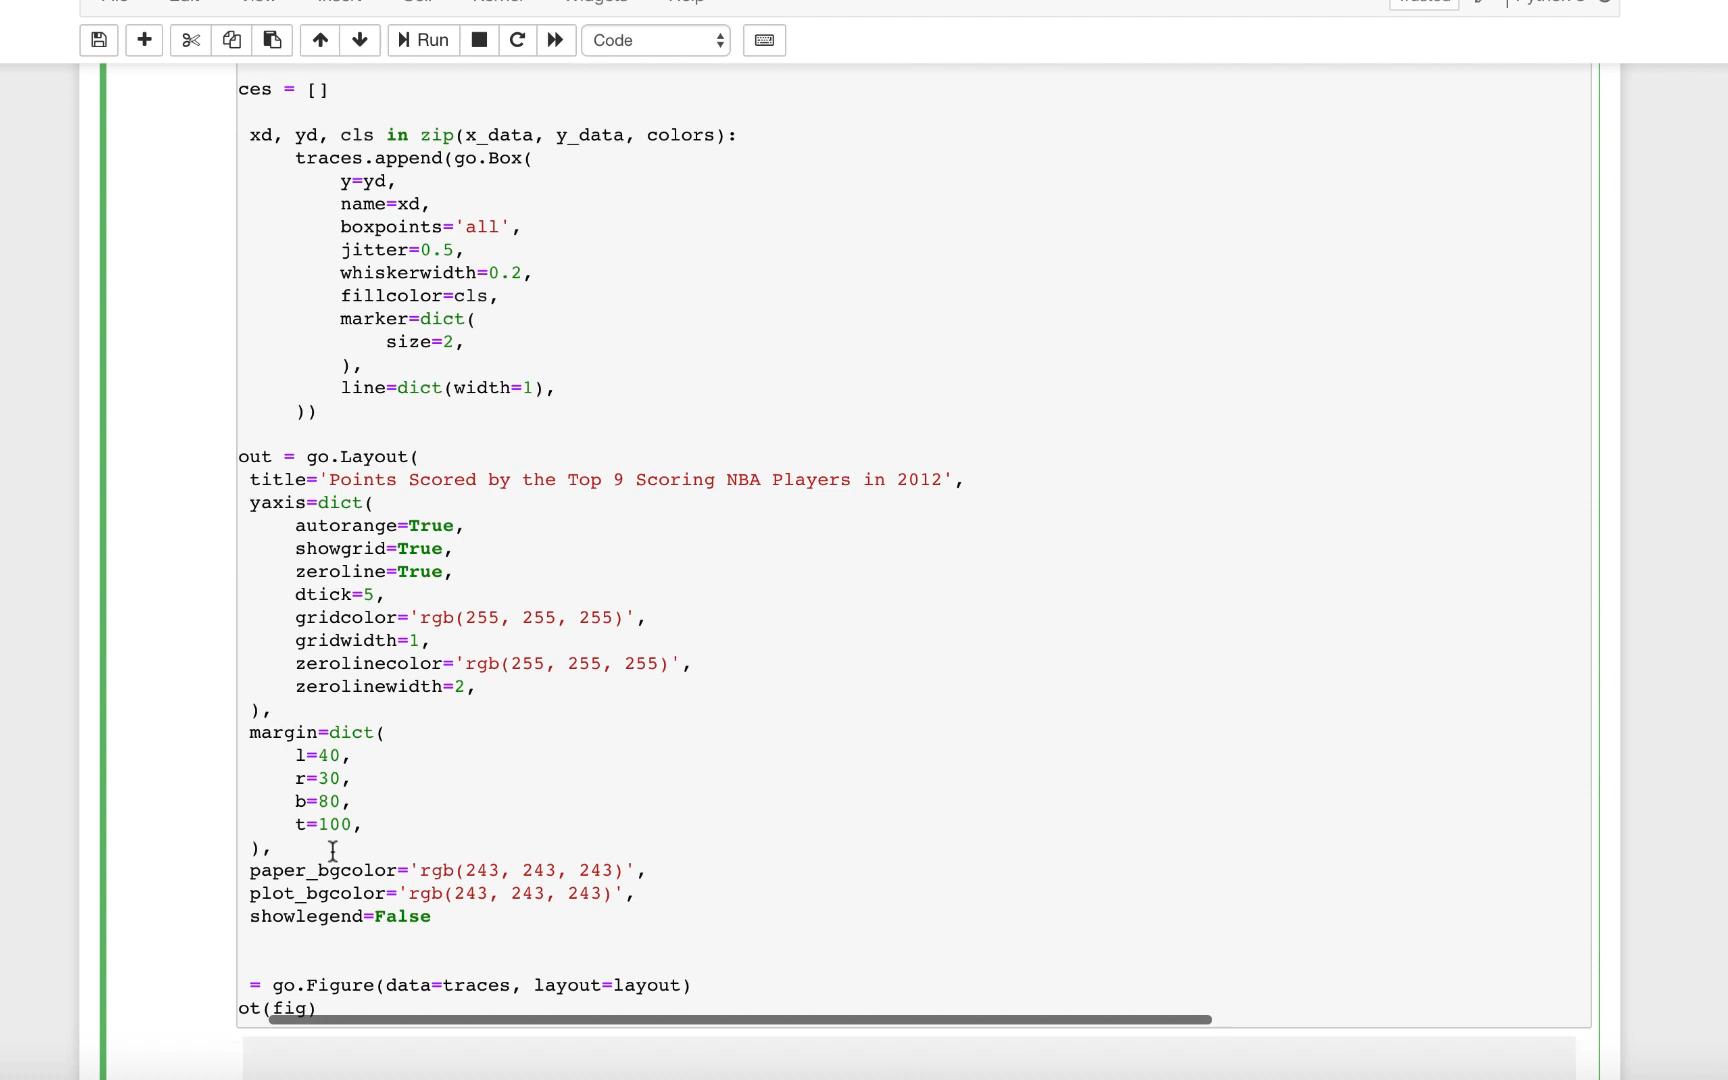 Run Code
ces = []
xd, yd, cls in zip(x_data, y_data, colors):
traces.append(go.Box(
y=yd,
name=xd,
boxpoints='all',
jitter=0.5,
whiskerwidth=0.2,
fillcolor=cls,
marker=dict(
size=2,
),
line=dict(width=1),
))
out = go.Layout(
title='Points Scored by the Top 9 Scoring NBA Players in 2012',
yaxis=dict(
autorange=True,
showgrid=True,
zeroline=True,
dtick=5,
gridcolor='rgb(255, 255, 255)',
gridwidth=1,
zerolinecolor='rgb(255, 255, 255)',
zerolinewidth=2,
),
margin=dict(
l=40,
r=30,
b=80,
t=100,
),
paper_bgcolor='rgb(243, 243, 243)',
plot_bgcolor='rgb(243, 243, 243)',
showlegend=False
= go.Figure(data=traces, layout=layout)
ot(fig)